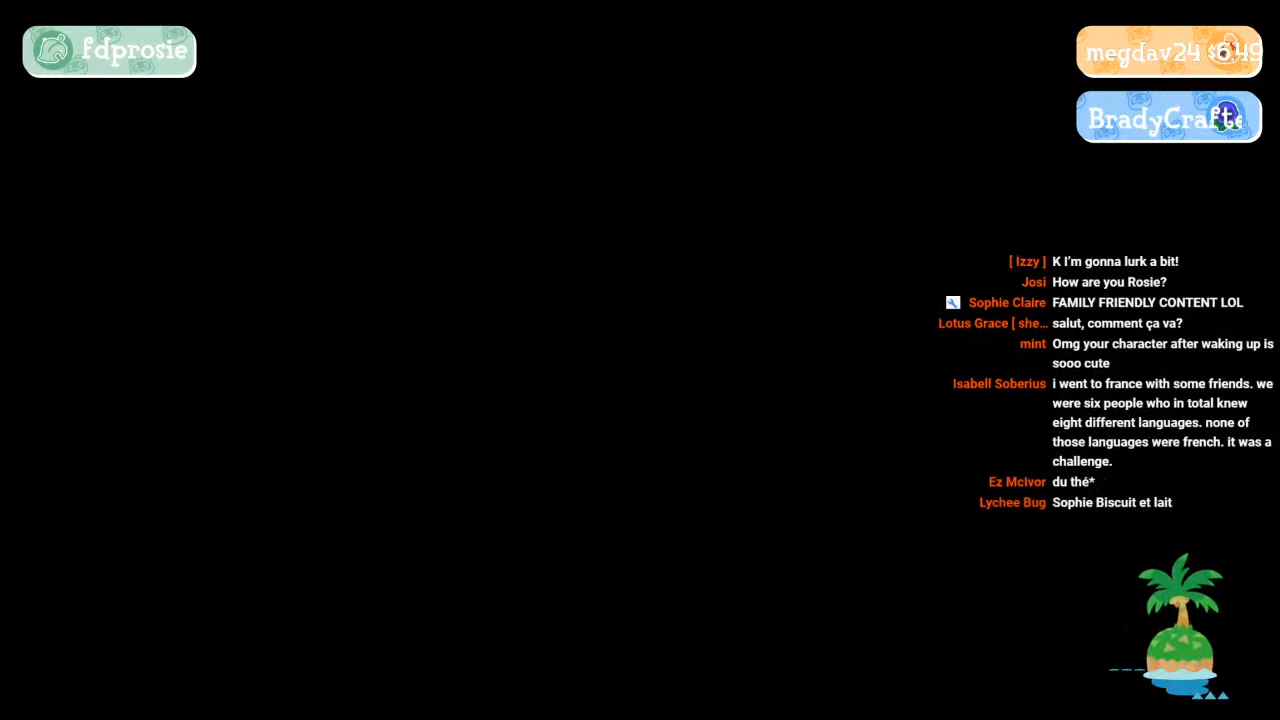 fdprosie
megdav24 $6.49
BradyCrafte
[ Izzy ] K I'm gonna lurk a bit!
Josi How are you Rosie?
Sophie Claire FAMILY FRIENDLY CONTENT LOL
Lotus Grace [ she... salut, comment ça va?
mint Omg your character after waking up is
sooo cute
Isabell Soberius i went to france with some friends. we
were six people who in total knew
eight different languages. none of
those languages were french. it was a
challenge.
Ez McIvor du thé*
Lychee Bug Sophie Biscuit et lait